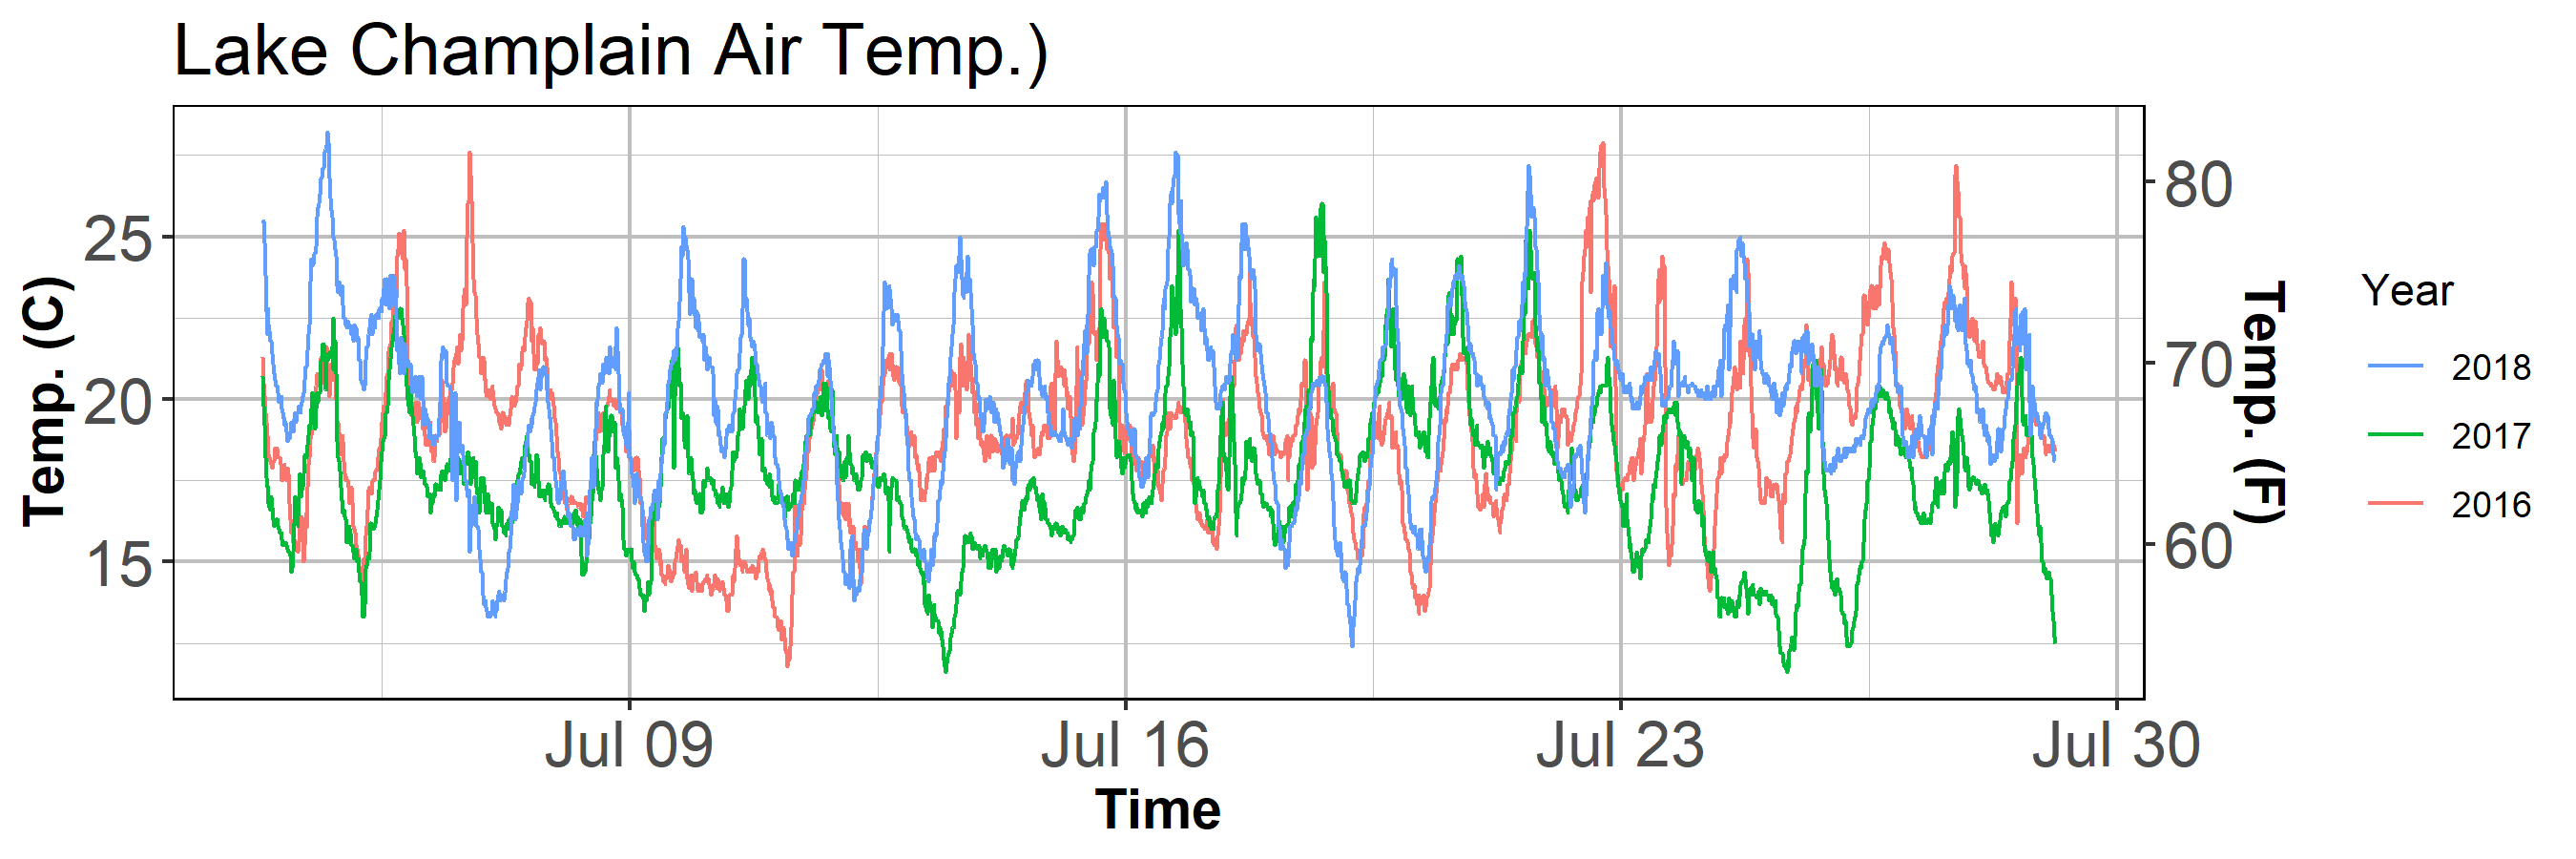 Lake Champlain Air Temp.)
Temp. (C)
25
20
15
80
70
60
Temp. (F)
Jul 09
Jul 16
Jul 23
Jul 30
Time
Year
2018
2017
2016